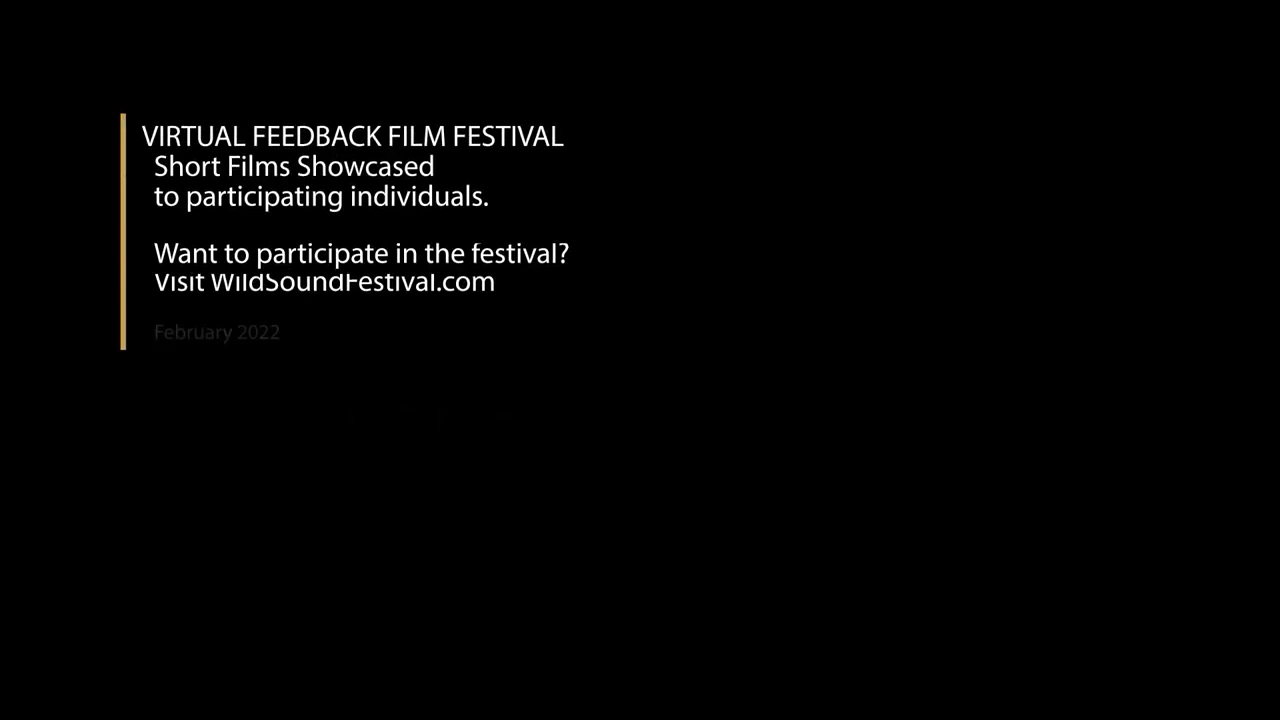 VIRTUAL FEEDBACK FILM FESTIVAL
Short Films Showcased
to participating individuals.
Want to participate in the festival?
Visit WildSoundFestival.com
February 2022